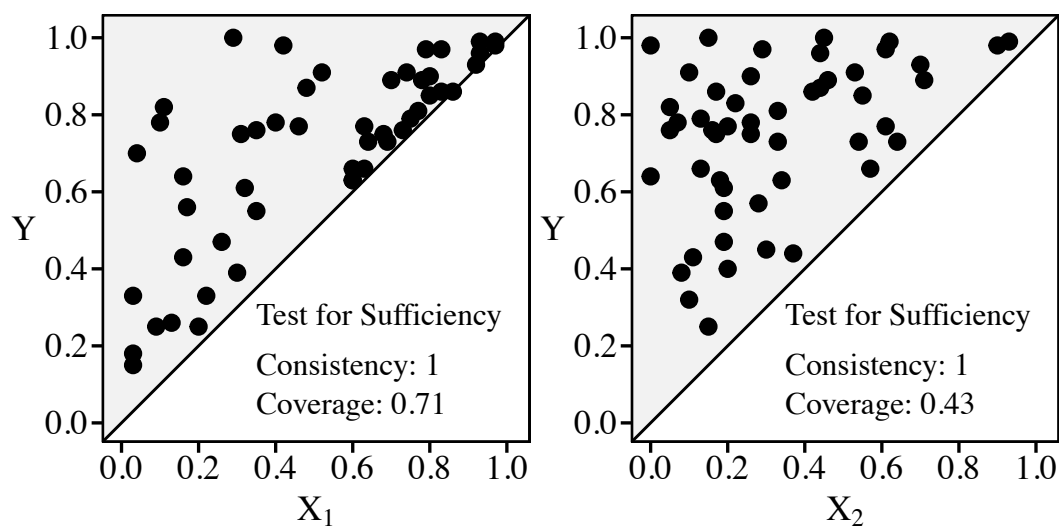 1.0
0.8
0.6
0.4
0.2
0.0
Y
Test for Sufficiency
Consistency: 1
Coverage: 0.71
0.0 0.2 0.4 0.6 0.8 1.0
X₁
1.0
0.8
0.6
0.4
0.2
0.0
Y
Test for Sufficiency
Consistency: 1
Coverage: 0.43
0.0 0.2 0.4 0.6 0.8 1.0
X₂